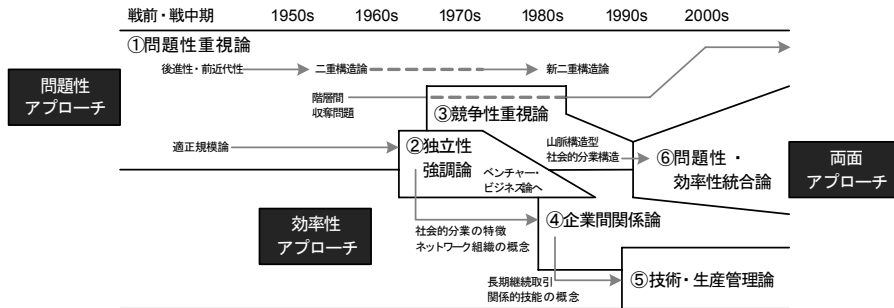 戦前・戦中期 1950s 1960s 1970s 1980s 1990s 2000s
①問題性重視論
後進性・前近代性
二重構造論
新二重構造論
問題性
アプローチ
階層間
収奪問題
③競争性重視論
適正規模論
②独立性
強調論
ベンチャー・
ビジネス論へ
山脈構造型
社会的分業構造
⑥問題性・
効率性統合論
両面
アプローチ
効率性
アプローチ
社会的分業の特徴
ネットワーク組織の概念
④企業間関係論
長期継続取引
関係的技能の概念
⑤技術・生産管理論